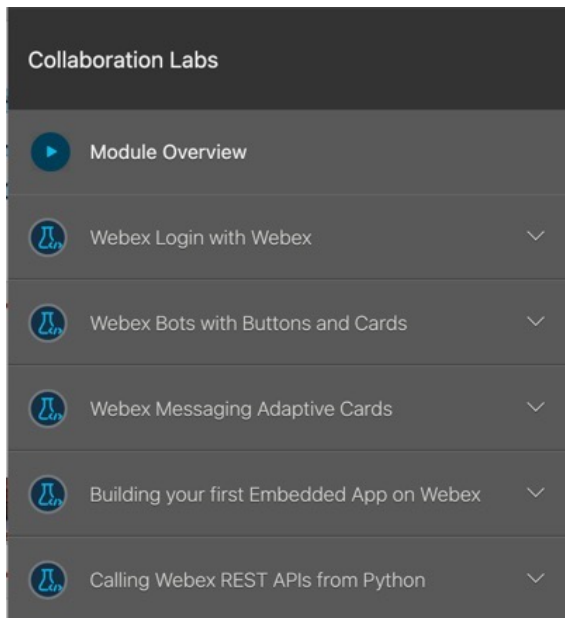 Collaboration Labs
Module Overview
Webex Login with Webex
Webex Bots with Buttons and Cards
Webex Messaging Adaptive Cards
Building your first Embedded App on Webex
Calling Webex REST APIs from Python